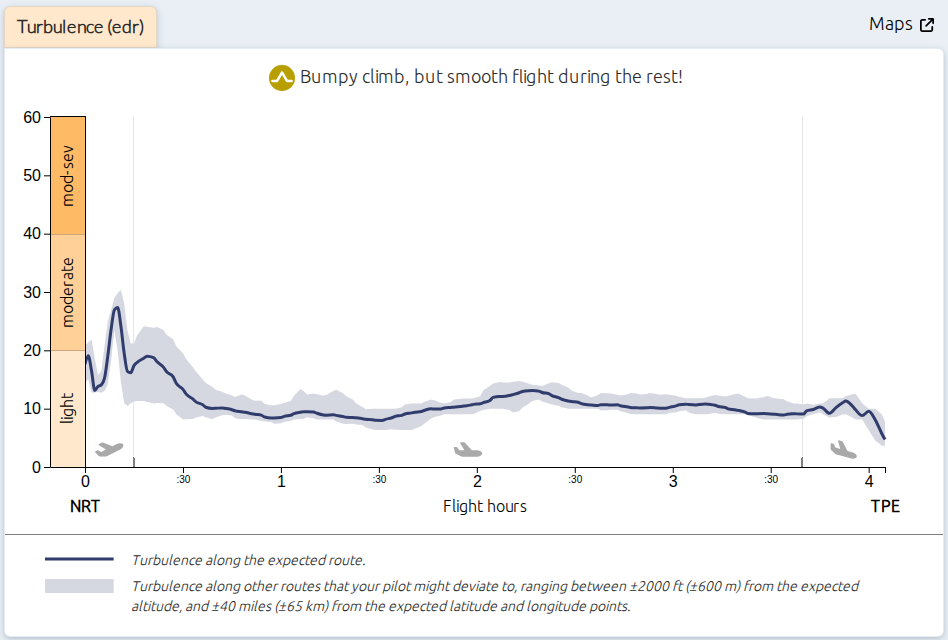 Turbulence (edr)
Maps
Bumpy climb, but smooth flight during the rest!
60
50
40
30
20
10
0
mod-sev
moderate
light
0
:30
1
:30
2
:30
3
:30
4
NRT
Flight hours
TPE
Turbulence along the expected route.
Turbulence along other routes that your pilot might deviate to, ranging between ±2000 ft (±600 m) from the expected
altitude, and ±40 miles (±65 km) from the expected latitude and longitude points.